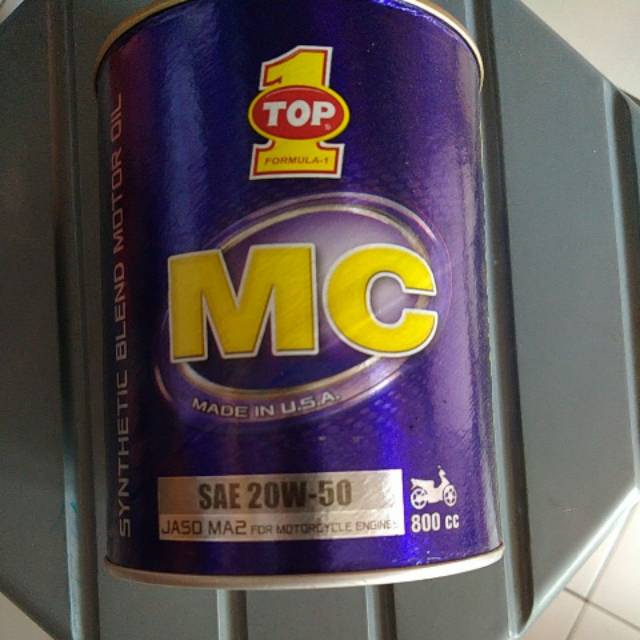 1
TOP
FORMULA-1
SYNTHETIC BLEND MOTOR OIL
MC
MADE IN U.S.A.
SAE 20W-50
JASO MA2 FOR MOTORCYCLE ENGINES
800 cc